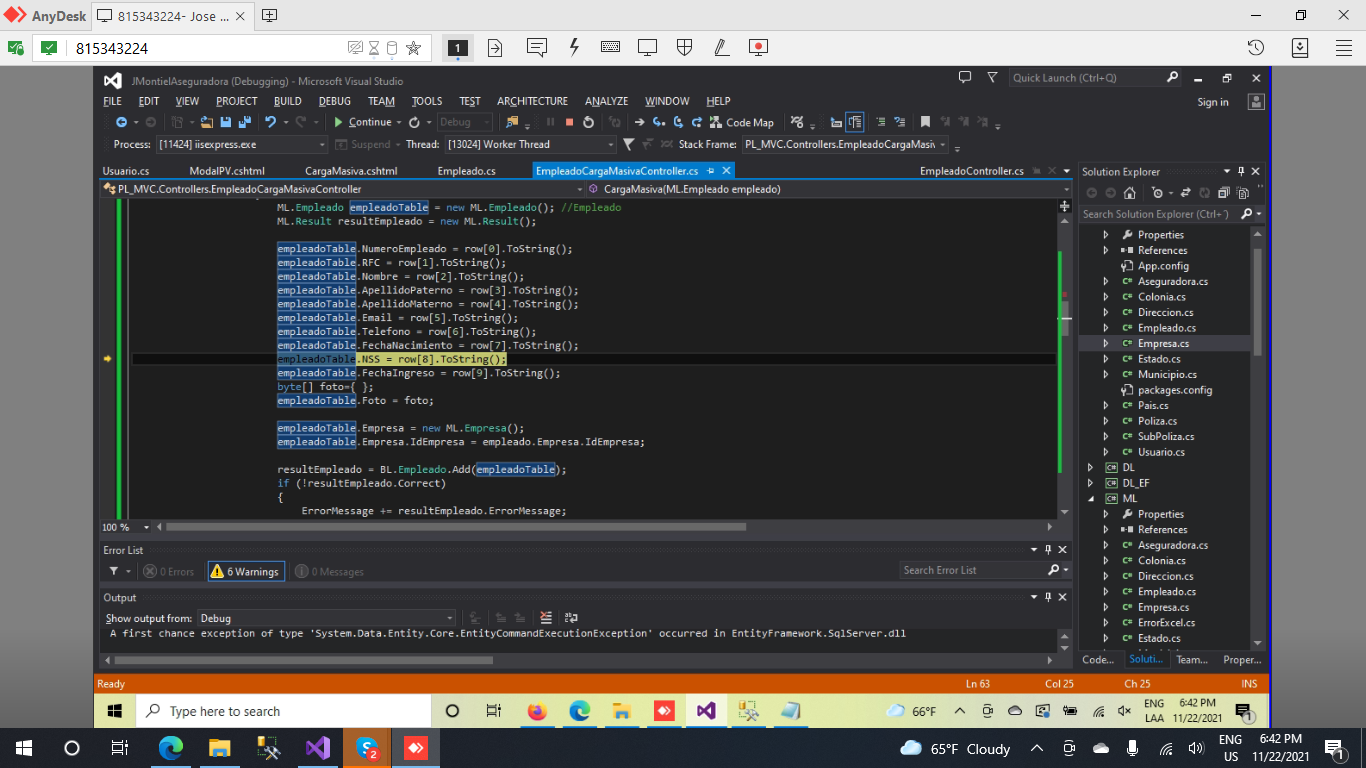 AnyDesk
815343224- Jose ...
815343224
1
JMontielAseguradora (Debugging) - Microsoft Visual Studio
Quick Launch (Ctrl+Q)
FILE EDIT VIEW PROJECT BUILD DEBUG TEAM TOOLS TEST ARCHITECTURE ANALYZE WINDOW HELP
Sign in
Continue
Debug
Code Map
Process: [11424] iisexpress.exe
Suspend
Thread: [13024] Worker Thread
Stack Frame: PL_MVC.Controllers.EmpleadoCargaMasiv
Usuario.cs ModalPV.cshtml CargaMasiva.cshtml Empleado.cs EmpleadoCargaMasivaController.cs EmpleadoController.cs
PL_MVC.Controllers.EmpleadoCargaMasivaController
CargaMasiva(ML.Empleado empleado)
ML.Empleado empleadoTable = new ML.Empleado(); //Empleado
ML.Result resultEmpleado = new ML.Result();
empleadoTable.NumeroEmpleado = row[0].ToString();
empleadoTable.RFC = row[1].ToString();
empleadoTable.Nombre = row[2].ToString();
empleadoTable.ApellidoPaterno = row[3].ToString();
empleadoTable.ApellidoMaterno = row[4].ToString();
empleadoTable.Email = row[5].ToString();
empleadoTable.Telefono = row[6].ToString();
empleadoTable.FechaNacimiento = row[7].ToString();
empleadoTable.NSS = row[8].ToString();
empleadoTable.FechaIngreso = row[9].ToString();
byte[] foto={ };
empleadoTable.Foto = foto;
empleadoTable.Empresa = new ML.Empresa();
empleadoTable.Empresa.IdEmpresa = empleado.Empresa.IdEmpresa;
resultEmpleado = BL.Empleado.Add(empleadoTable);
if (!resultEmpleado.Correct)
{
ErrorMessage += resultEmpleado.ErrorMessage;
100 %
Error List
0 Errors
6 Warnings
0 Messages
Search Error List
Output
Show output from: Debug
A first chance exception of type 'System.Data.Entity.Core.EntityCommandExecutionException' occurred in EntityFramework.SqlServer.dll
Solution Explorer
Search Solution Explorer (Ctrl+ )
Properties
References
App.config
Aseguradora.cs
Colonia.cs
Direccion.cs
Empleado.cs
Empresa.cs
Estado.cs
Municipio.cs
packages.config
Pais.cs
Poliza.cs
SubPoliza.cs
Usuario.cs
DL
DL_EF
ML
Properties
References
Aseguradora.cs
Colonia.cs
Direccion.cs
Empleado.cs
Empresa.cs
ErrorExcel.cs
Estado.cs
Code... Soluti... Team... Proper...
Ready
Ln 63
Col 25
Ch 25
INS
Type here to search
66°F
ENG
LAA
6:42 PM
11/22/2021
1
2
65°F Cloudy
ENG
US
6:42 PM
11/22/2021
1